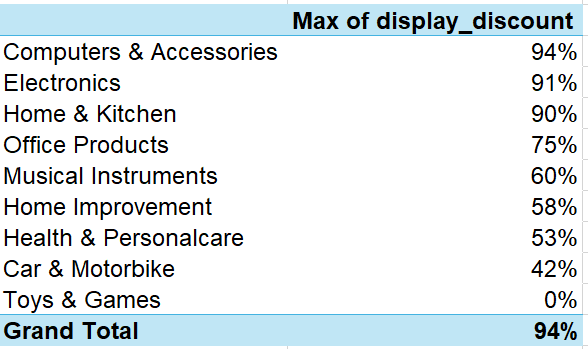 Max of display_discount
Computers & Accessories 94%
Electronics 91%
Home & Kitchen 90%
Office Products 75%
Musical Instruments 60%
Home Improvement 58%
Health & Personalcare 53%
Car & Motorbike 42%
Toys & Games 0%
Grand Total 94%